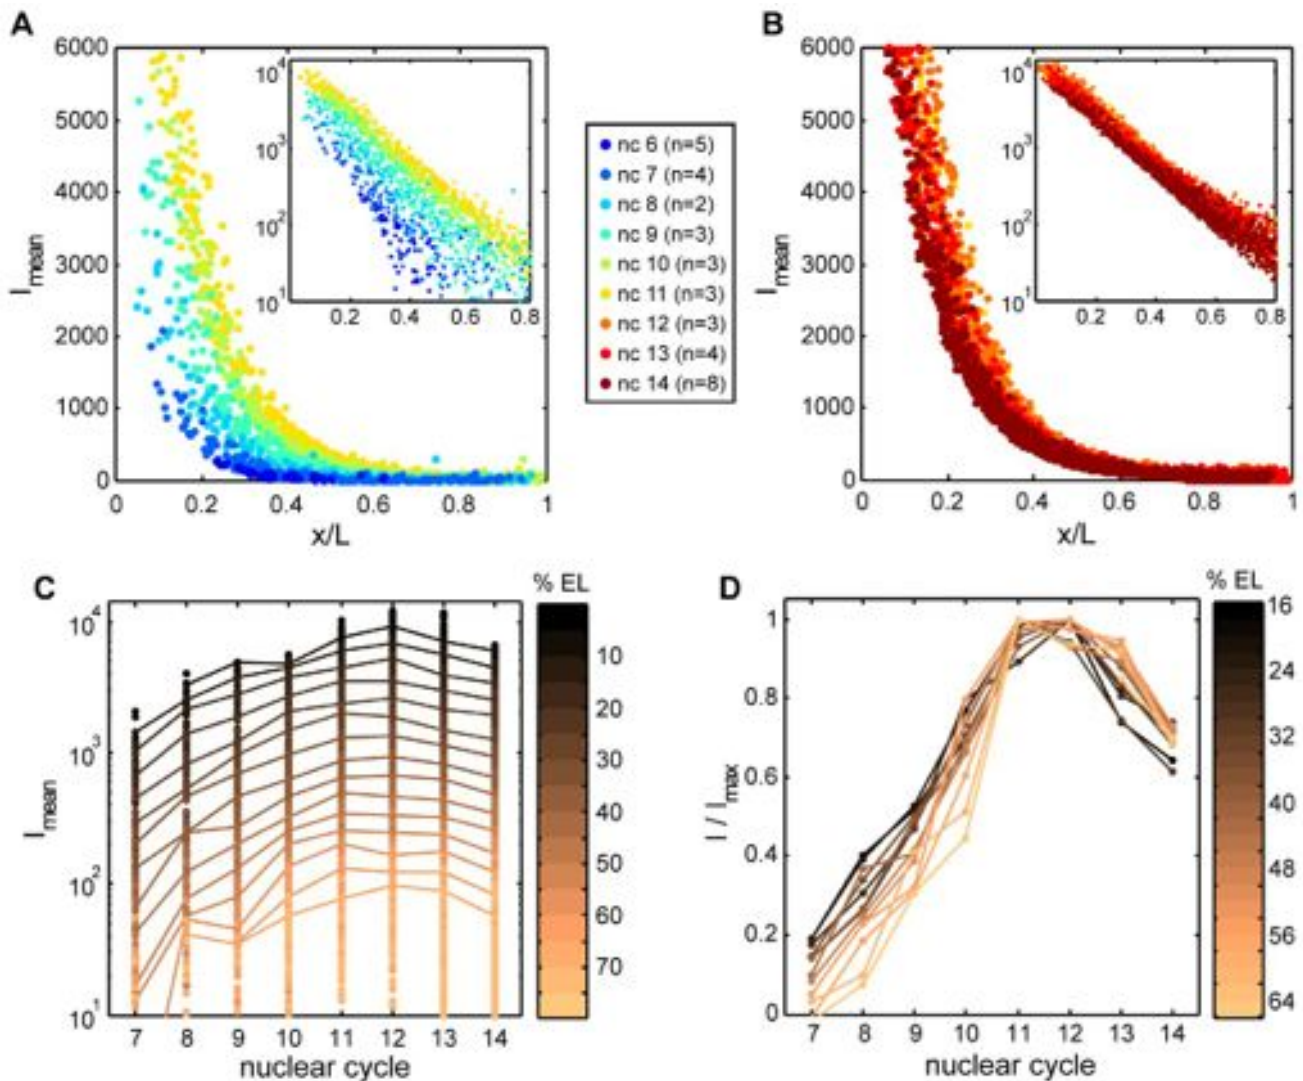 A
6000
5000
4000
3000
2000
1000
0
I mean
0 0.2 0.4 0.6 0.8 1
x/L
10^4
10^3
10^2
10^1
0.2 0.4 0.6 0.8
nc 6 (n=5)
nc 7 (n=4)
nc 8 (n=2)
nc 9 (n=3)
nc 10 (n=3)
nc 11 (n=3)
nc 12 (n=3)
nc 13 (n=4)
nc 14 (n=8)
B
6000
5000
4000
3000
2000
1000
0
I mean
0 0.2 0.4 0.6 0.8 1
x/L
10^4
10^3
10^2
10^1
0.2 0.4 0.6 0.8
C
% EL
10^4
10^3
10^2
10^1
I mean
7 8 9 10 11 12 13 14
nuclear cycle
10
20
30
40
50
60
70
D
% EL
1
0.8
0.6
0.4
0.2
0
I / I max
7 8 9 10 11 12 13 14
nuclear cycle
16
24
32
40
48
56
64